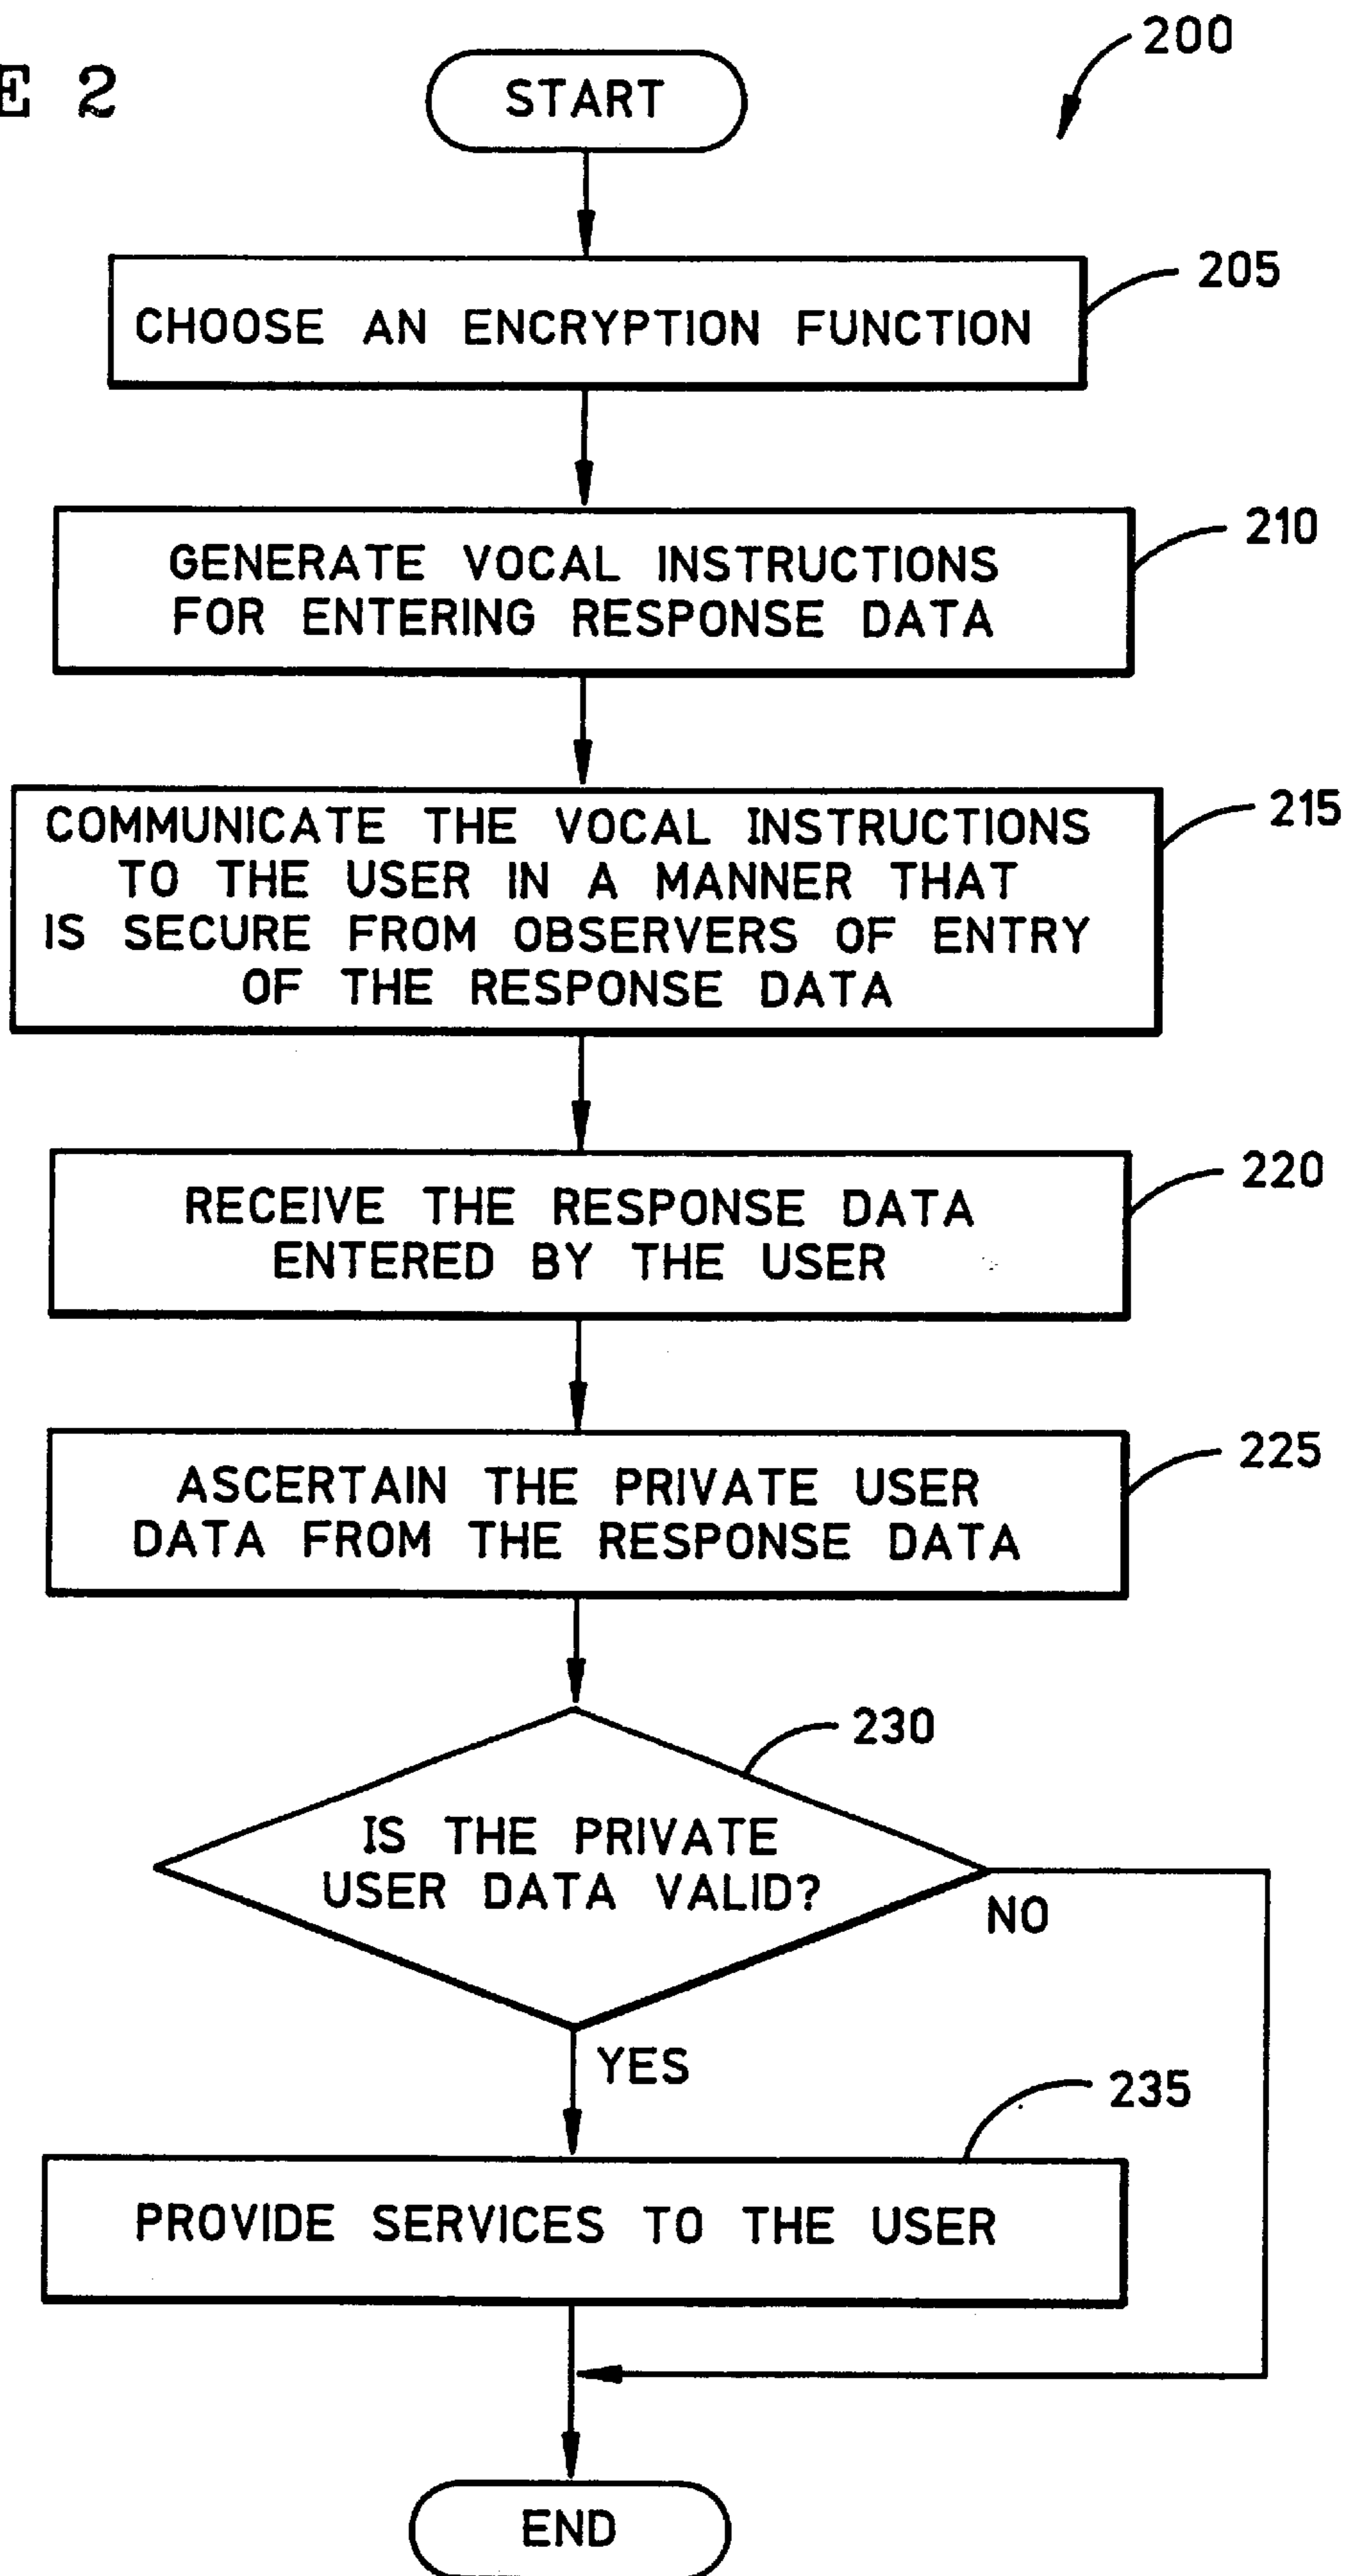 E 2
200
START
205
CHOOSE AN ENCRYPTION FUNCTION
210
GENERATE VOCAL INSTRUCTIONS
FOR ENTERING RESPONSE DATA
215
COMMUNICATE THE VOCAL INSTRUCTIONS
TO THE USER IN A MANNER THAT
IS SECURE FROM OBSERVERS OF ENTRY
OF THE RESPONSE DATA
220
RECEIVE THE RESPONSE DATA
ENTERED BY THE USER
225
ASCERTAIN THE PRIVATE USER
DATA FROM THE RESPONSE DATA
230
IS THE PRIVATE
USER DATA VALID?
NO
YES
235
PROVIDE SERVICES TO THE USER
END